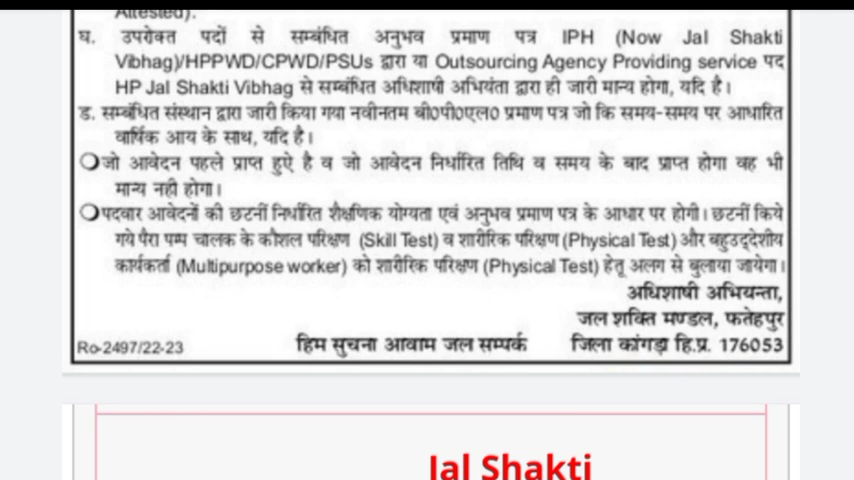 Attested).
घ. उपरोक्त पदों से सम्बंधित अनुभव प्रमाण पत्र IPH (Now Jal Shakti
Vibhag)/HPPWD/CPWD/PSUs द्वारा या Outsourcing Agency Providing service पद
HP Jal Shakti Vibhag से सम्बंधित अधिशाषी अभियंता द्वारा ही जारी मान्य होगा, यदि है।
ड. सम्बंधित संस्थान द्वारा जारी किया गया नवीनतम बी०पी०एल० प्रमाण पत्र जो कि समय-समय पर आधारित
वार्षिक आय के साथ, यदि है।
जो आवेदन पहले प्राप्त हुऐ है व जो आवेदन निर्धारित तिथि व समय के बाद प्राप्त होगा वह भी
मान्य नही होगा।
पदवार आवेदनों की छटनीं निर्धारित शैक्षणिक योग्यता एवं अनुभव प्रमाण पत्र के आधार पर होगी। छटनीं किये
गये पैरा पम्प चालक के कौशल परिक्षण (Skill Test) व शारीरिक परिक्षण (Physical Test) और बहुउद्देशीय
कार्यकर्ता (Multipurpose worker) को शारीरिक परिक्षण (Physical Test) हेतू अलग से बुलाया जायेगा।
अधिशाषी अभियन्ता,
जल शक्ति मण्डल, फतेहपुर
Ro-2497/22-23 हिम सुचना आवाम जल सम्पर्क जिला कांगड़ा हि.प्र. 176053
Jal Shakti